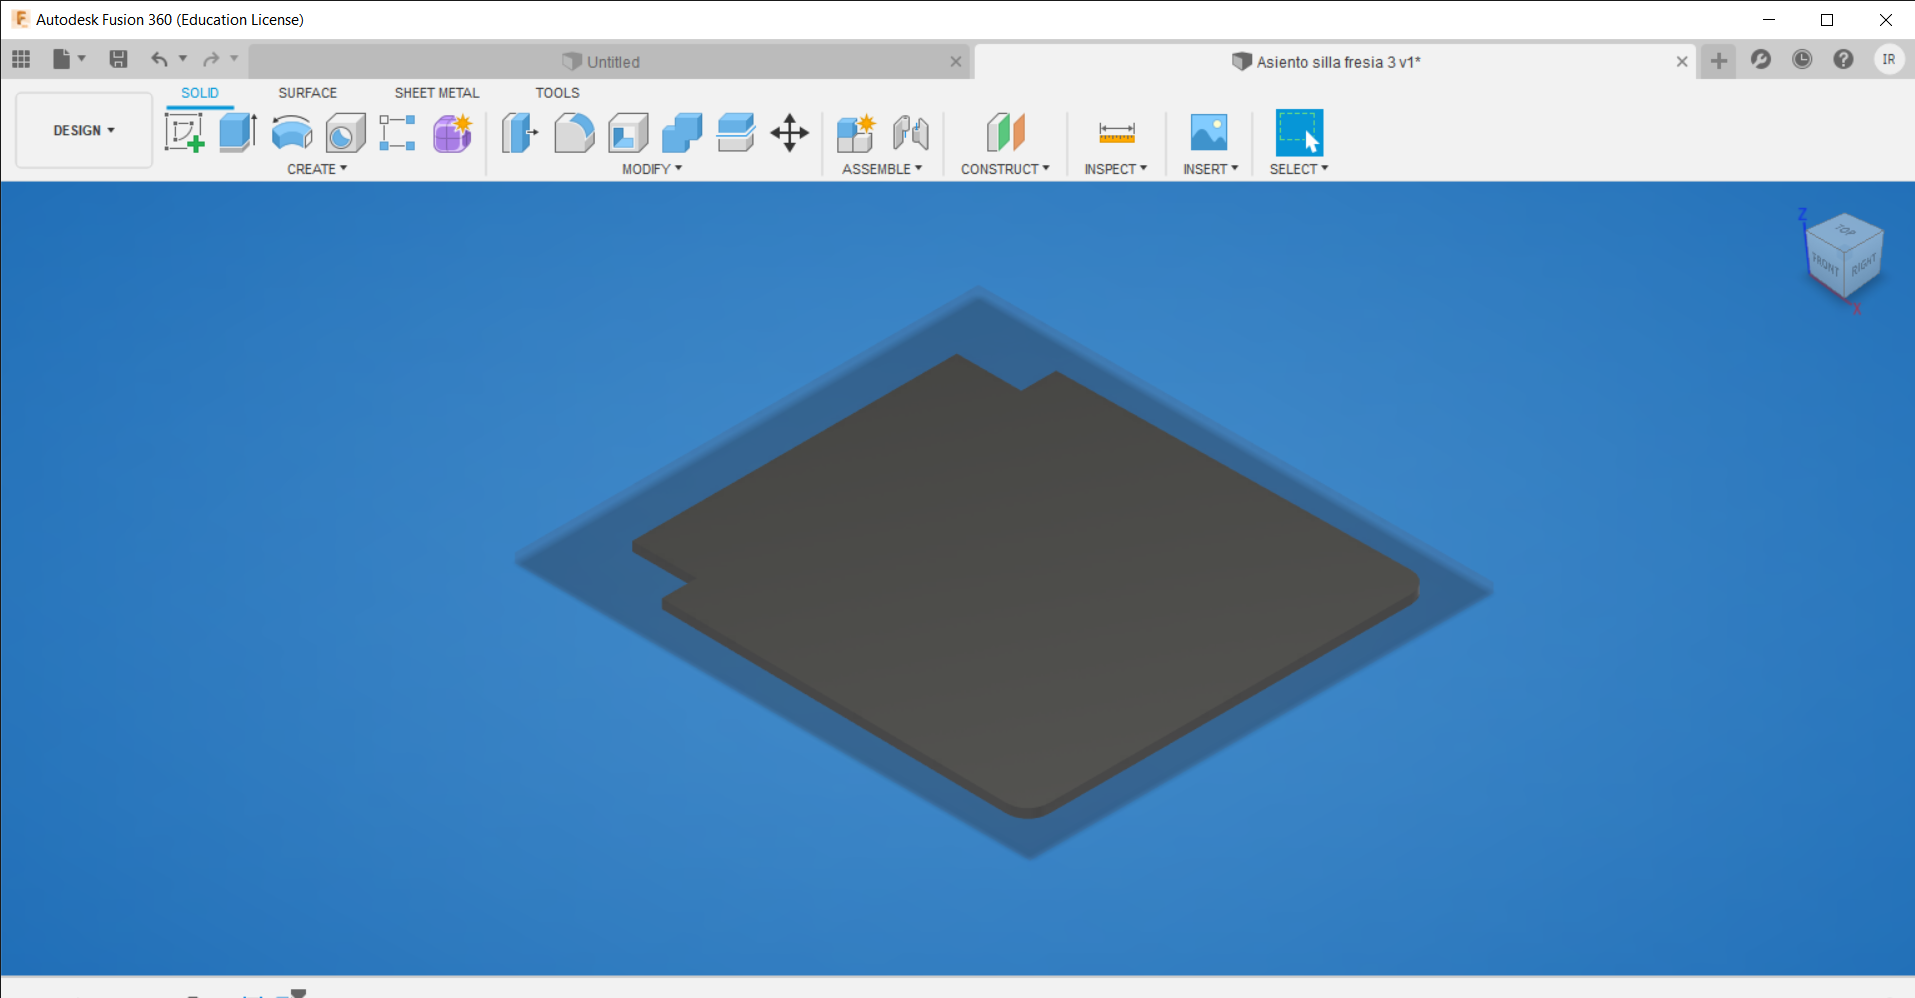 Autodesk Fusion 360 (Education License)
Untitled
Asiento silla fresia 3 v1*
IR
DESIGN
SOLID SURFACE SHEET METAL TOOLS
CREATE MODIFY ASSEMBLE CONSTRUCT INSPECT INSERT SELECT
Z
TOP
FRONT RIGHT
X